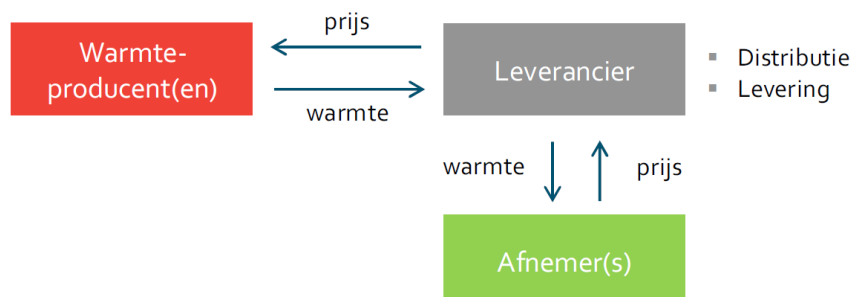 prijs
Warmte-
producent(en)
warmte
Leverancier
▪ Distributie
▪ Levering
warmte
prijs
Afnemer(s)